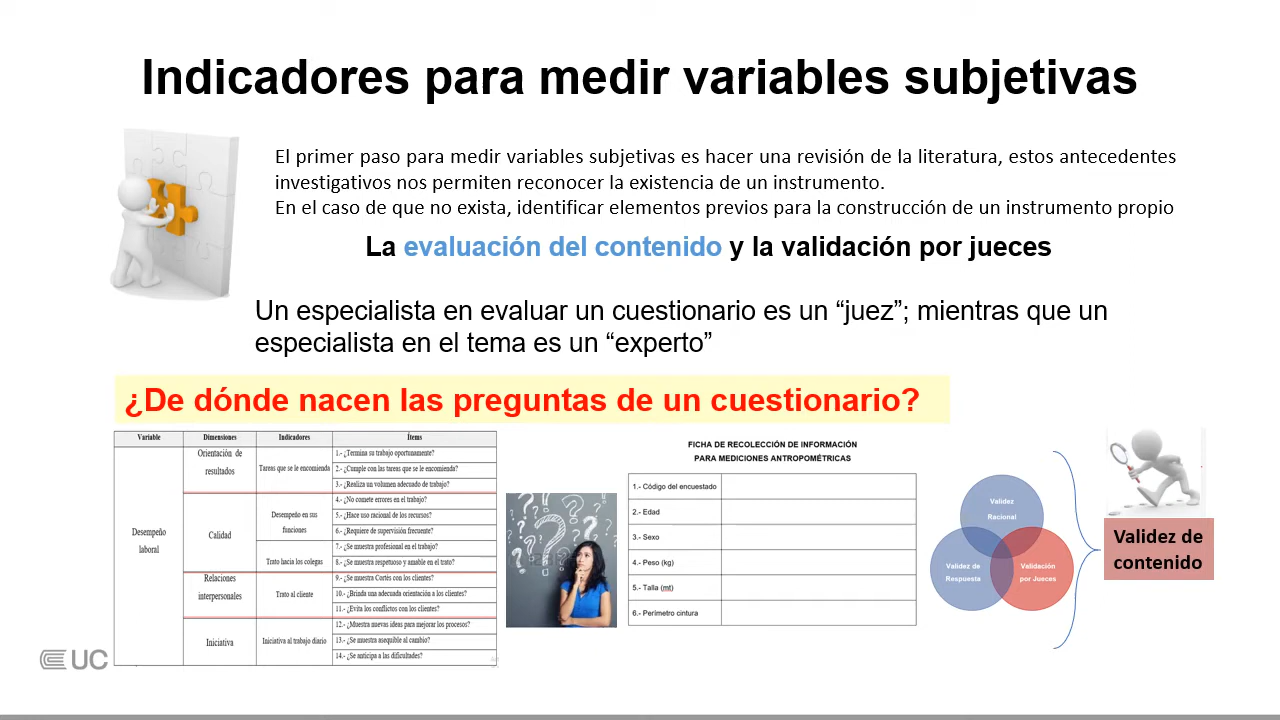 Indicadores para medir variables subjetivas
El primer paso para medir variables subjetivas es hacer una revisión de la literatura, estos antecedentes
investigativos nos permiten reconocer la existencia de un instrumento.
En el caso de que no exista, identificar elementos previos para la construcción de un instrumento propio
La evaluación del contenido y la validación por jueces
Un especialista en evaluar un cuestionario es un “juez”; mientras que un
especialista en el tema es un “experto”
¿De dónde nacen las preguntas de un cuestionario?
Variable Dimensiones Indicadores Ítems
Desempeño
laboral
Orientación de
resultados
Tareas que se le encomienda
1.- ¿Termina su trabajo oportunamente?
2.- ¿Cumple con las tareas que se le encomienda?
3.- ¿Realiza un volumen adecuado de trabajo?
Calidad
Desempeño en sus
funciones
4.- ¿No comete errores en el trabajo?
5.- ¿Hace uso racional de los recursos?
6.- ¿Requiere de supervisión frecuente?
Trato hacia los colegas
7.- ¿Se muestra profesional en el trabajo?
8.- ¿Se muestra respetuoso y amable en el trato?
Relaciones
interpersonales
Trato al cliente
9.- ¿Se muestra Cortés con los clientes?
10.- ¿Brinda una adecuada orientación a los clientes?
11.- ¿Evita los conflictos con los clientes?
Iniciativa
Iniciativa al trabajo diario
12.- ¿Muestra nuevas ideas para mejorar los procesos?
13.- ¿Se muestra asequible al cambio?
14.- ¿Se anticipa a las dificultades?
FICHA DE RECOLECCIÓN DE INFORMACIÓN
PARA MEDICIONES ANTROPOMÉTRICAS
1.- Código del encuestado
2.- Edad
3.- Sexo
4.- Peso (kg)
5.- Talla (mt)
6.- Perímetro cintura
Validez
Racional
Validez de
Respuesta
Validación
por Jueces
Validez de
contenido
UC